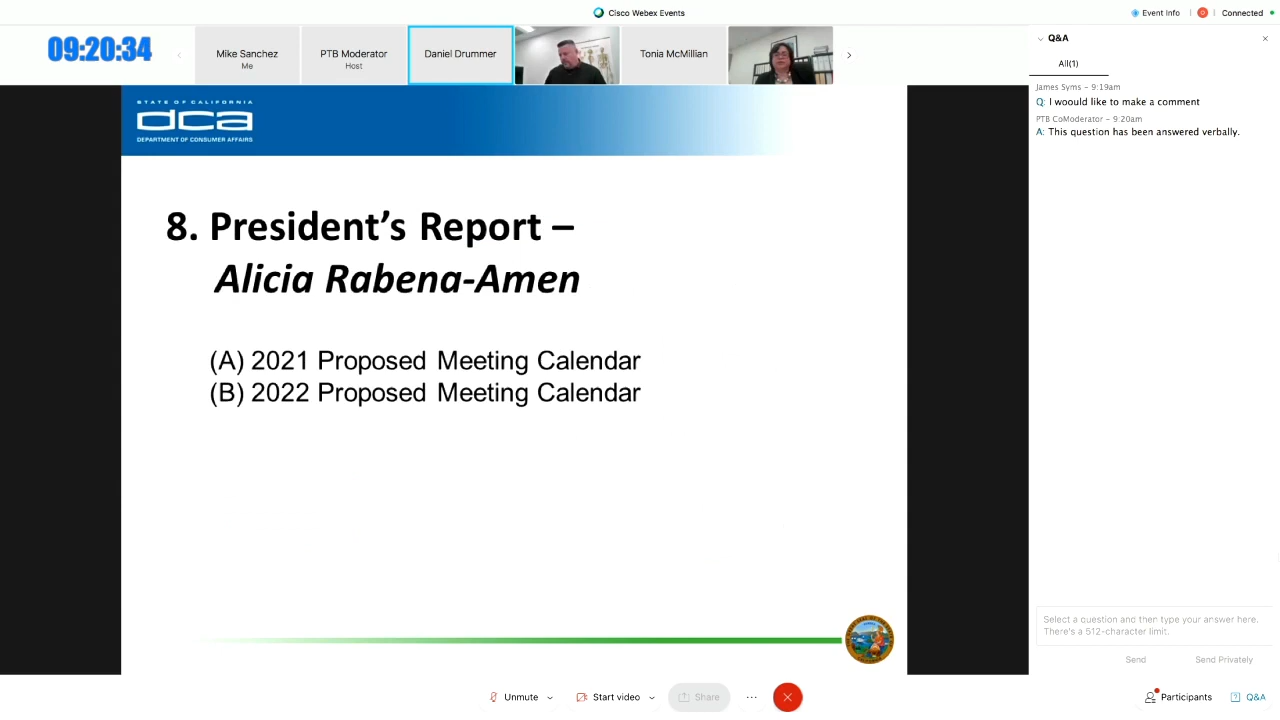 Cisco Webex Events
Event Info
Connected
09:20:34
Mike Sanchez
Me
PTB Moderator
Host
Daniel Drummer
Tonia McMillian
Q&A
All(1)
James Syms – 9:19am
Q: I woould like to make a comment
PTB CoModerator – 9:20am
A: This question has been answered verbally.
STATE OF CALIFORNIA
dca
DEPARTMENT OF CONSUMER AFFAIRS
8. President's Report –
Alicia Rabena-Amen
(A) 2021 Proposed Meeting Calendar
(B) 2022 Proposed Meeting Calendar
Select a question and then type your answer here.
There's a 512-character limit.
Send
Send Privately
Unmute
Start video
Share
Participants
Q&A